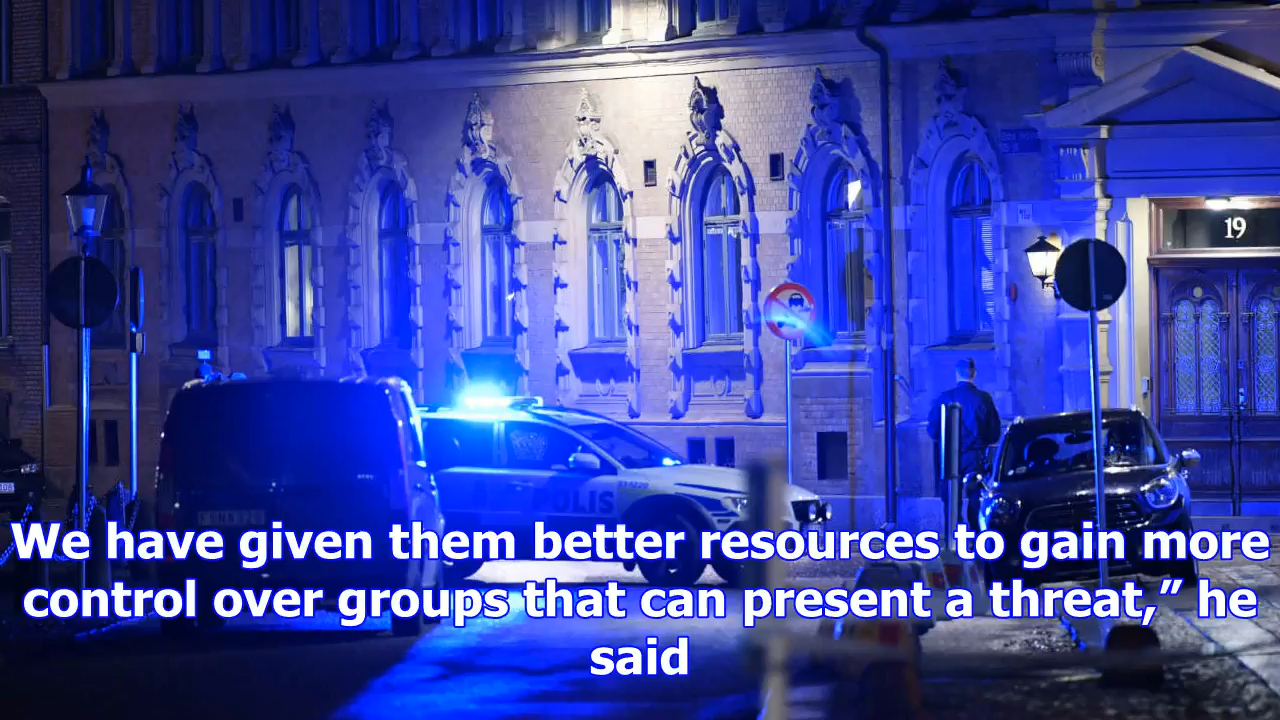 19
POLIS
We have given them better resources to gain more
control over groups that can present a threat,” he
said